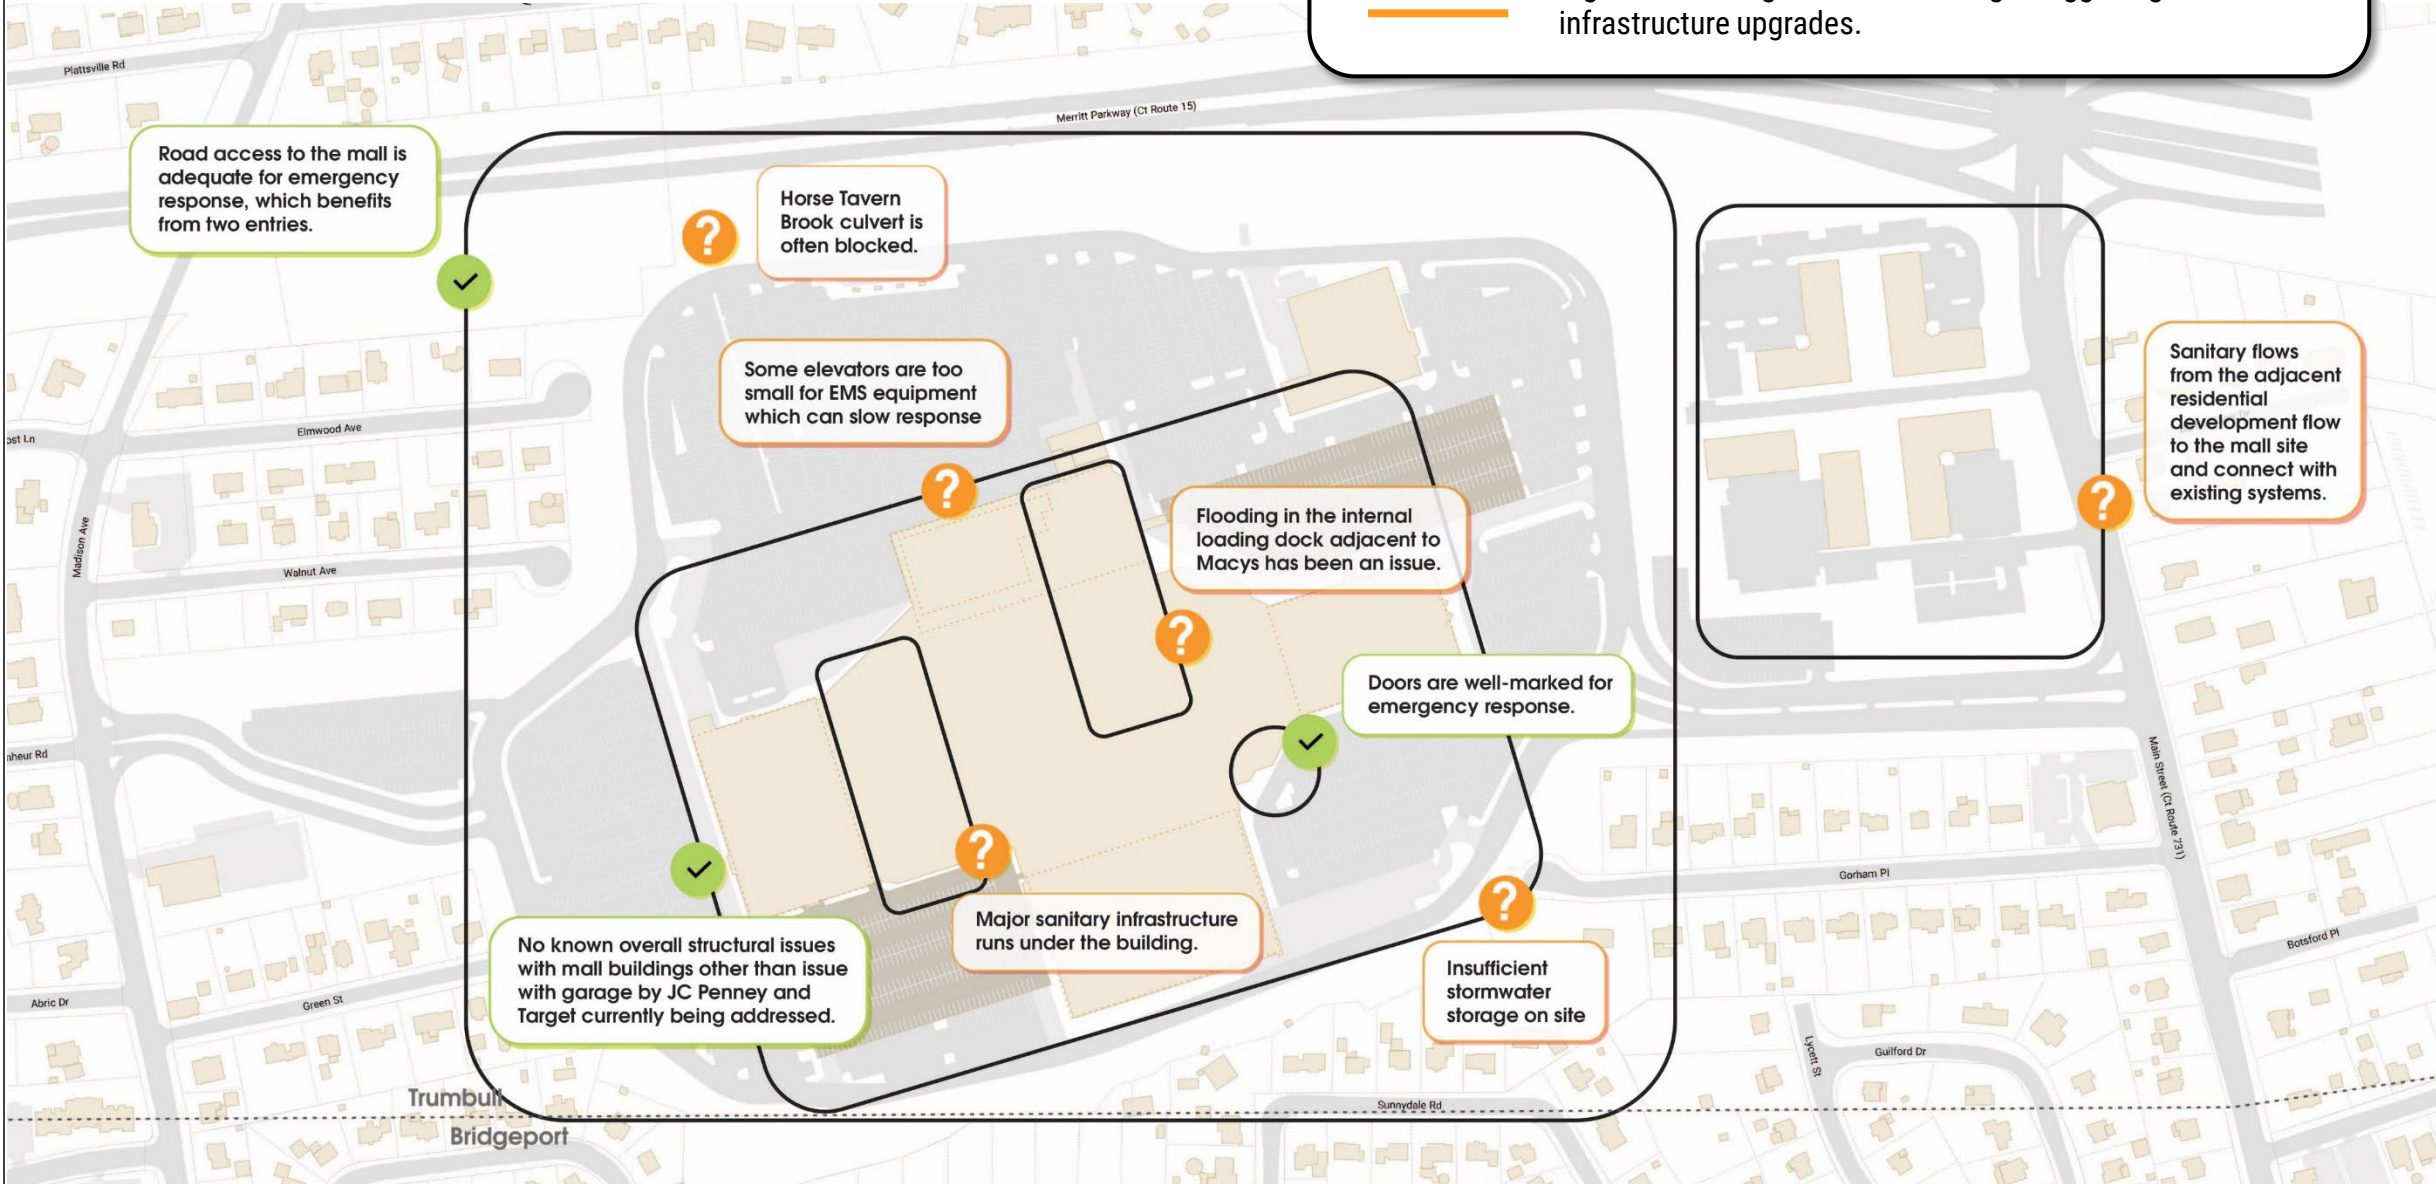 infrastructure upgrades.
Plattsville Rd
Merritt Parkway (Ct Route 15)
Road access to the mall is
adequate for emergency
response, which benefits
from two entries.
Horse Tavern
Brook culvert is
often blocked.
Some elevators are too
small for EMS equipment
which can slow response
Sanitary flows
from the adjacent
residential
development flow
to the mall site
and connect with
existing systems.
ost Ln
Elmwood Ave
Madison Ave
Walnut Ave
Flooding in the internal
loading dock adjacent to
Macys has been an issue.
Doors are well-marked for
emergency response.
nheur Rd
Main Street (Ct Route 731)
Gorham Pl
Major sanitary infrastructure
runs under the building.
No known overall structural issues
with mall buildings other than issue
with garage by JC Penney and
Target currently being addressed.
Insufficient
stormwater
storage on site
Botsford Pl
Abric Dr
Green St
Lycett St
Guilford Dr
Trumbull
Sunnydale Rd
Bridgeport